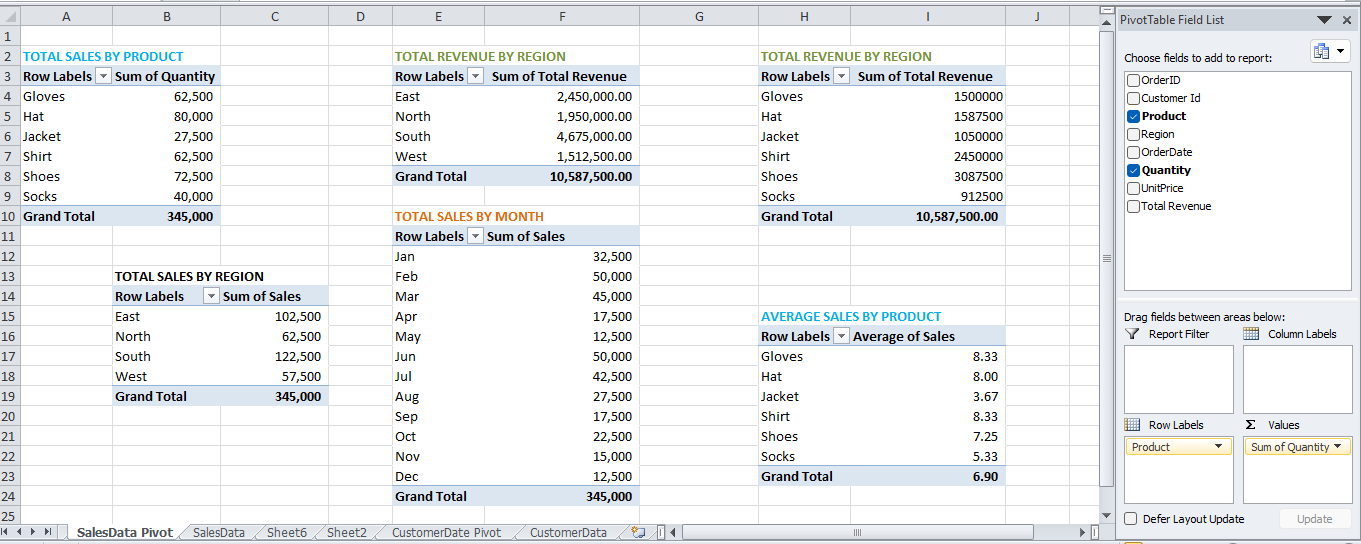 A B C D E F G H I J
1
2 TOTAL SALES BY PRODUCT TOTAL REVENUE BY REGION TOTAL REVENUE BY REGION
3 Row Labels Sum of Quantity Row Labels Sum of Total Revenue Row Labels Sum of Total Revenue
4 Gloves 62,500 East 2,450,000.00 Gloves 1500000
5 Hat 80,000 North 1,950,000.00 Hat 1587500
6 Jacket 27,500 South 4,675,000.00 Jacket 1050000
7 Shirt 62,500 West 1,512,500.00 Shirt 2450000
8 Shoes 72,500 Grand Total 10,587,500.00 Shoes 3087500
9 Socks 40,000 Socks 912500
10 Grand Total 345,000 TOTAL SALES BY MONTH Grand Total 10,587,500.00
11 Row Labels Sum of Sales
12 Jan 32,500
13 TOTAL SALES BY REGION Feb 50,000
14 Row Labels Sum of Sales Mar 45,000
15 East 102,500 Apr 17,500 AVERAGE SALES BY PRODUCT
16 North 62,500 May 12,500 Row Labels Average of Sales
17 South 122,500 Jun 50,000 Gloves 8.33
18 West 57,500 Jul 42,500 Hat 8.00
19 Grand Total 345,000 Aug 27,500 Jacket 3.67
20 Sep 17,500 Shirt 8.33
21 Oct 22,500 Shoes 7.25
22 Nov 15,000 Socks 5.33
23 Dec 12,500 Grand Total 6.90
24 Grand Total 345,000
25
SalesData Pivot SalesData Sheet6 Sheet2 CustomerDate Pivot CustomerData
PivotTable Field List
Choose fields to add to report:
OrderID
Customer Id
Product
Region
OrderDate
Quantity
UnitPrice
Total Revenue
Drag fields between areas below:
Report Filter Column Labels
Row Labels Σ Values
Product Sum of Quantity
Defer Layout Update Update